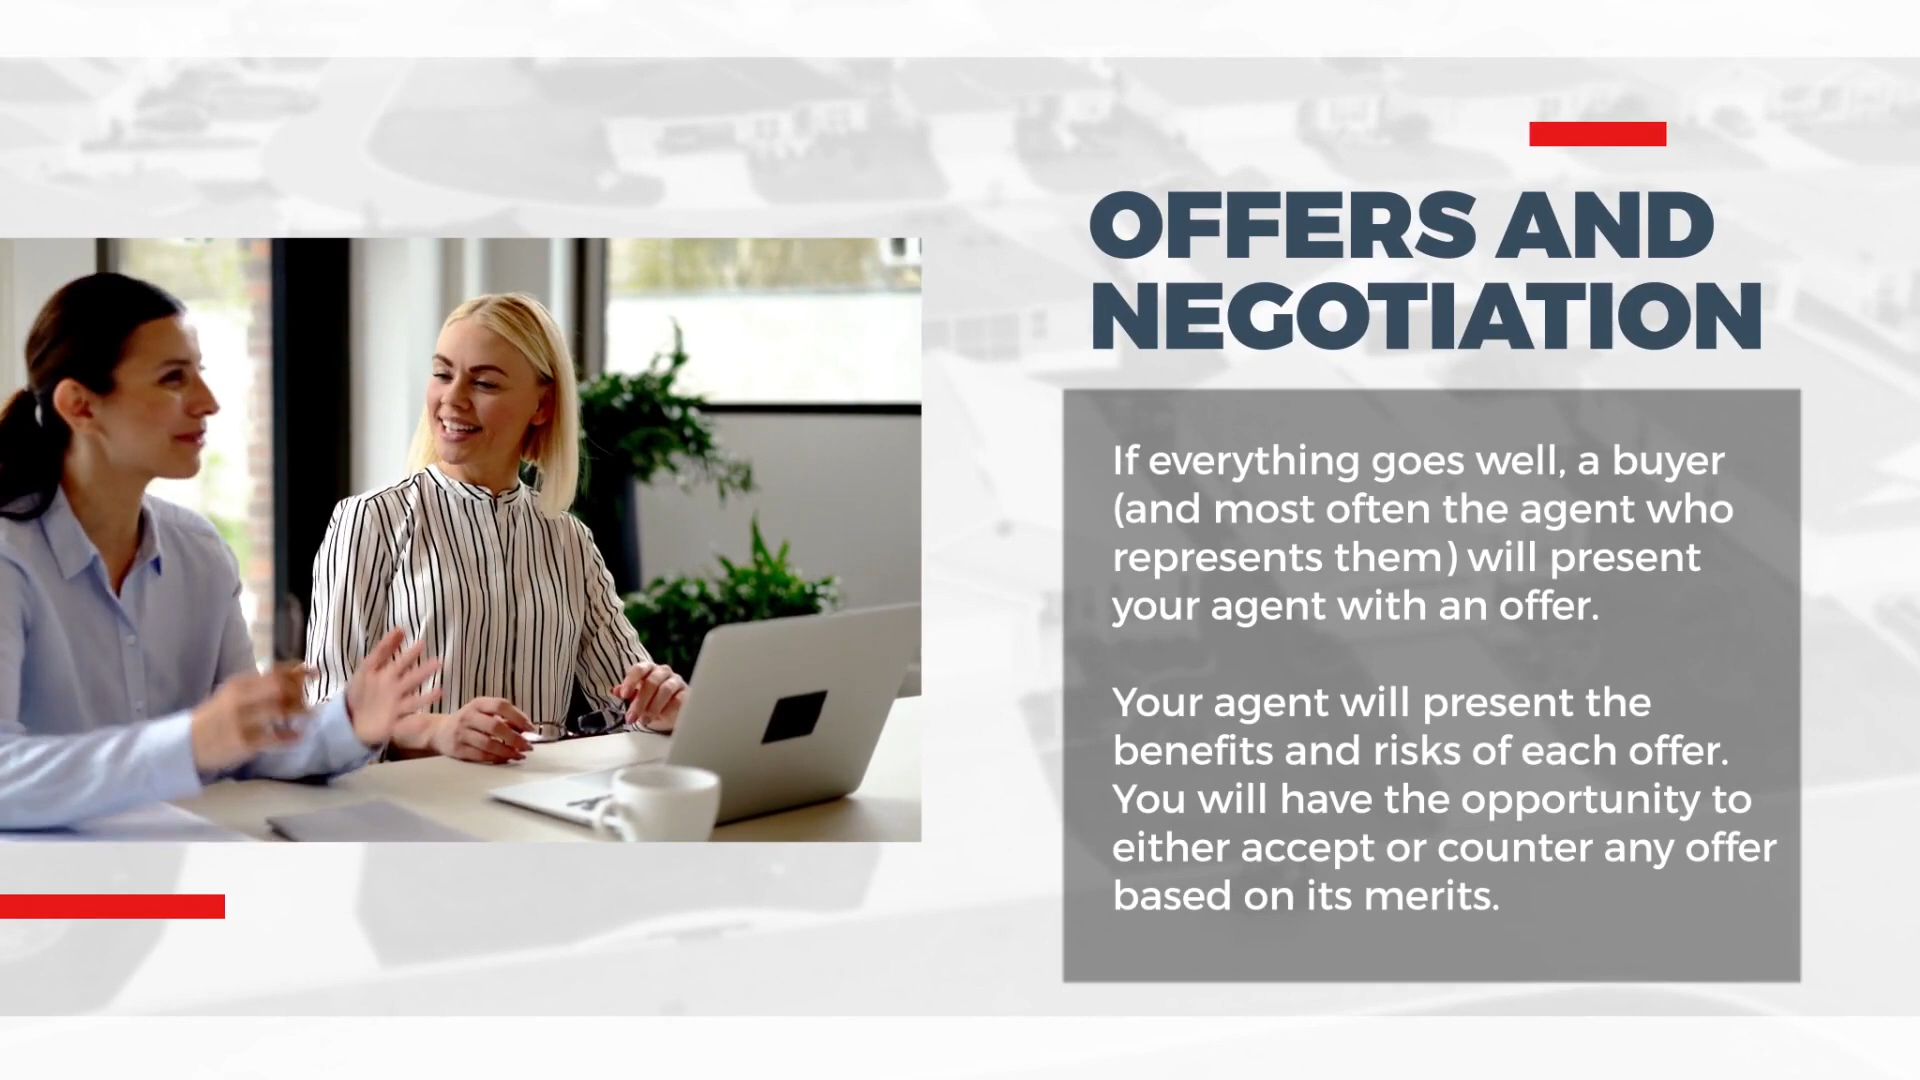 OFFERS AND
NEGOTIATION
If everything goes well, a buyer
(and most often the agent who
represents them) will present
your agent with an offer.
Your agent will present the
benefits and risks of each offer.
You will have the opportunity to
either accept or counter any offer
based on its merits.